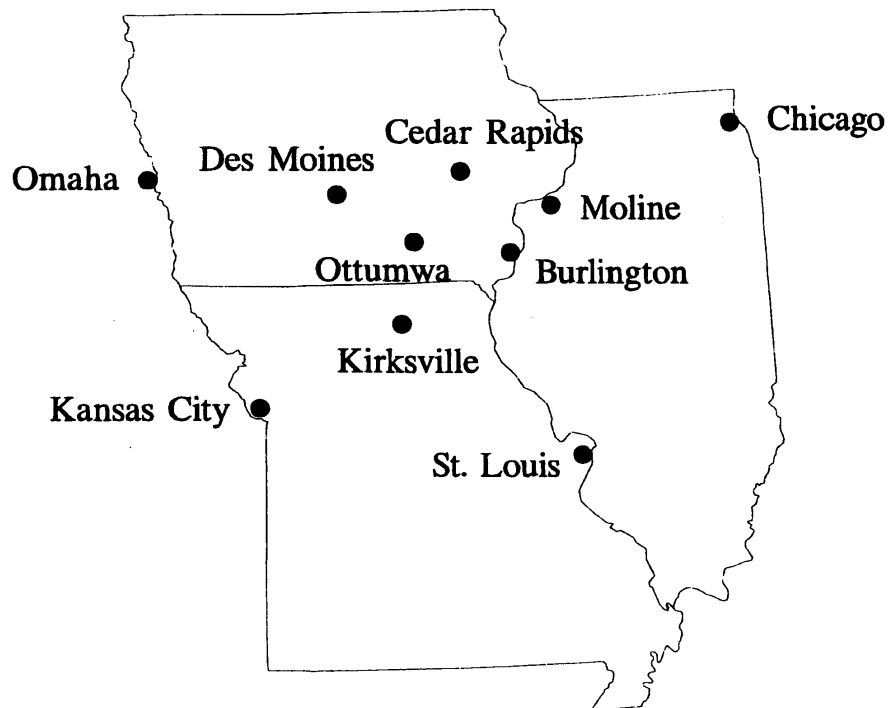 Chicago
Cedar Rapids
Des Moines
Omaha
Moline
Ottumwa
Burlington
Kirksville
Kansas City
St. Louis